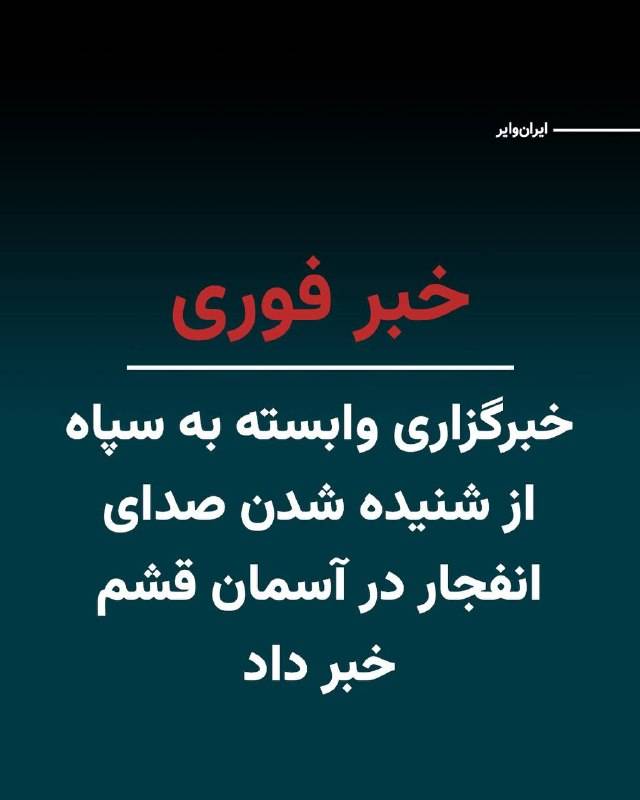 ایران‌وایر
خبر فوری
خبرگزاری وابسته به سپاه
از شنیده شدن صدای
انفجار در آسمان قشم
خبر داد